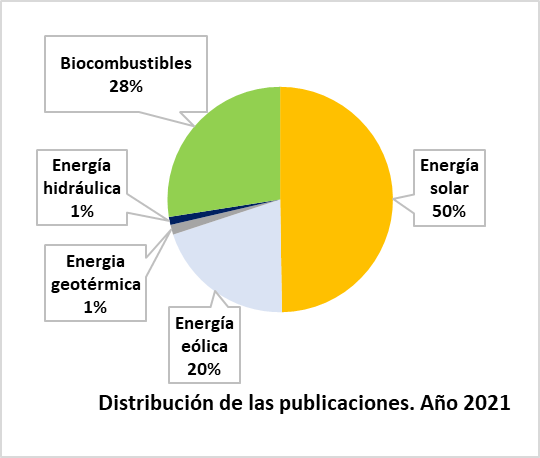 Biocombustibles
28%
Energía
hidráulica
1%
Energia
geotérmica
1%
Energía
eólica
20%
Energía
solar
50%
Distribución de las publicaciones. Año 2021